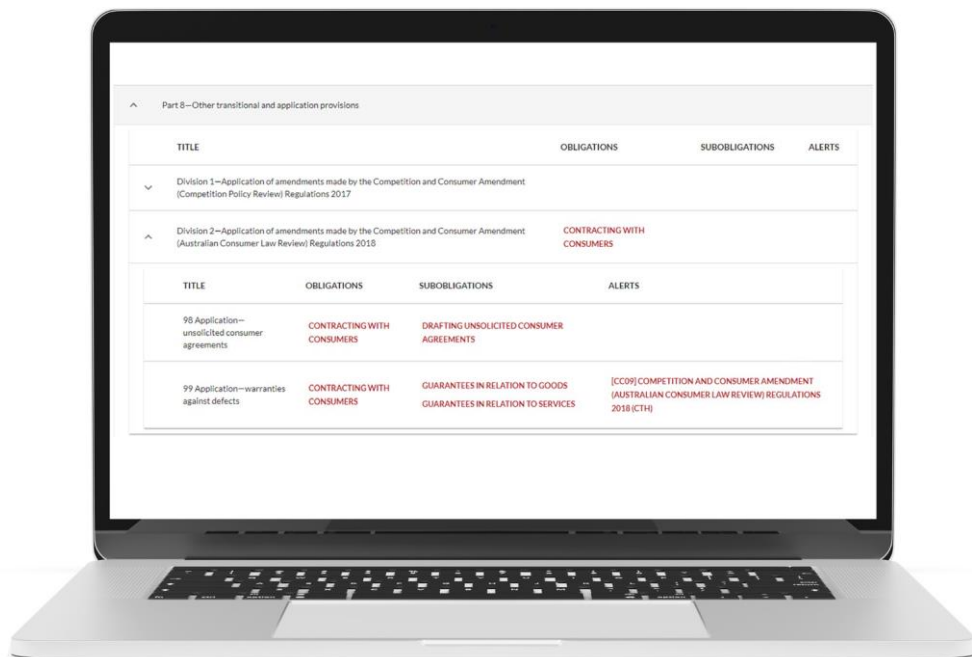 Part 8—Other transitional and application provisions
TITLE OBLIGATIONS SUBOBLIGATIONS ALERTS
Division 1—Application of amendments made by the Competition and Consumer Amendment
(Competition Policy Review) Regulations 2017
Division 2—Application of amendments made by the Competition and Consumer Amendment
(Australian Consumer Law Review) Regulations 2018
CONTRACTING WITH
CONSUMERS
TITLE OBLIGATIONS SUBOBLIGATIONS ALERTS
98 Application—
unsolicited consumer
agreements
CONTRACTING WITH
CONSUMERS
DRAFTING UNSOLICITED CONSUMER
AGREEMENTS
99 Application—warranties
against defects
CONTRACTING WITH
CONSUMERS
GUARANTEES IN RELATION TO GOODS
GUARANTEES IN RELATION TO SERVICES
[CC09] COMPETITION AND CONSUMER AMENDMENT
(AUSTRALIAN CONSUMER LAW REVIEW) REGULATIONS
2018 (CTH)